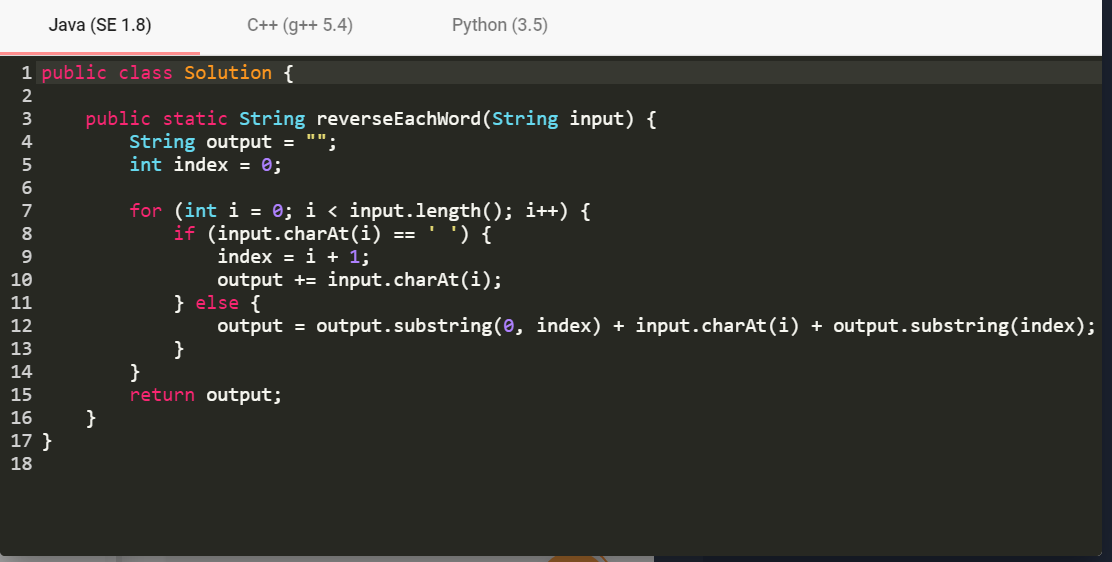 Java (SE 1.8) C++ (g++ 5.4) Python (3.5)
1 public class Solution {
2
3     public static String reverseEachWord(String input) {
4         String output = "";
5         int index = 0;
6
7         for (int i = 0; i < input.length(); i++) {
8             if (input.charAt(i) == ' ') {
9                 index = i + 1;
10                 output += input.charAt(i);
11             } else {
12                 output = output.substring(0, index) + input.charAt(i) + output.substring(index);
13             }
14         }
15         return output;
16     }
17 }
18